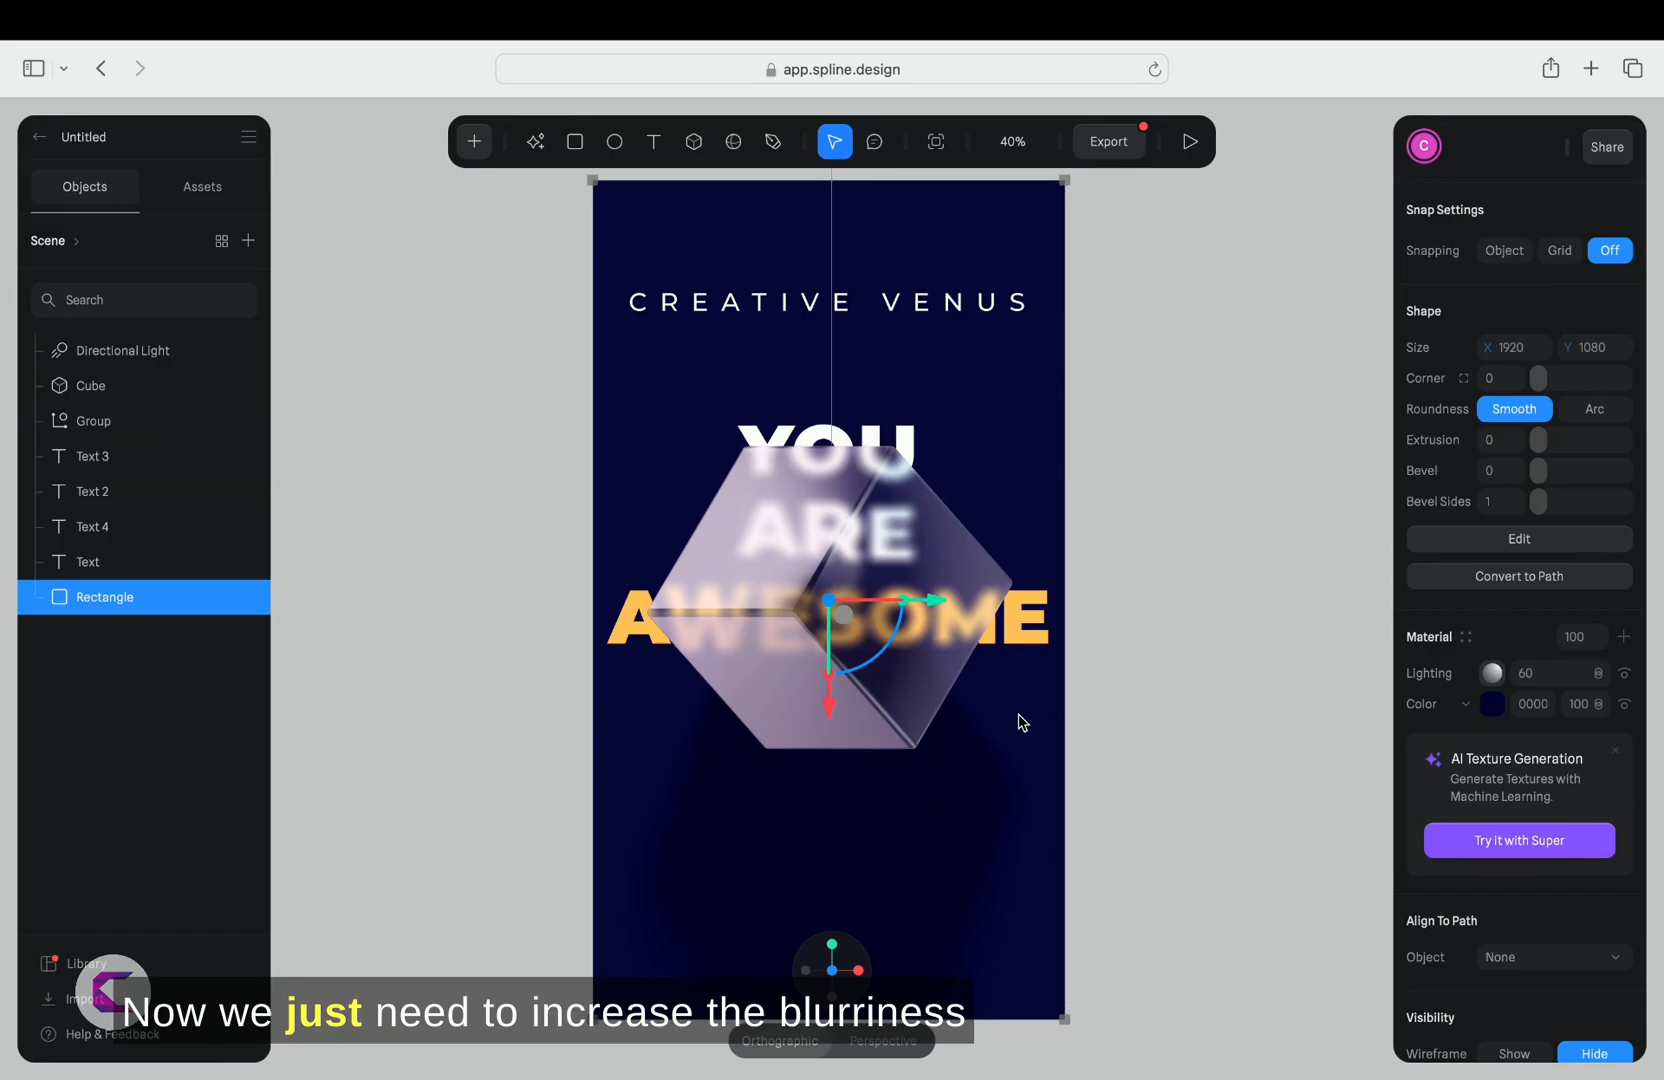 app.spline.design
Untitled
Objects
Assets
Scene
Search
Directional Light
Cube
Group
Text 3
Text 2
Text 4
Text
Rectangle
Library
Import
Help & Feedback
40%
Export
CREATIVE VENUS
YOU
ARE
AWESOME
Now we just need to increase the blurriness
Orthographic
Perspective
C
Share
Snap Settings
Snapping
Object
Grid
Off
Shape
Size
X 1920
Y 1080
Corner
0
Roundness
Smooth
Arc
Extrusion
0
Bevel
0
Bevel Sides
1
Edit
Convert to Path
Material
100
Lighting
60
Color
0000
100
AI Texture Generation
Generate Textures with
Machine Learning.
Try it with Super
Align To Path
Object
None
Visibility
Wireframe
Show
Hide